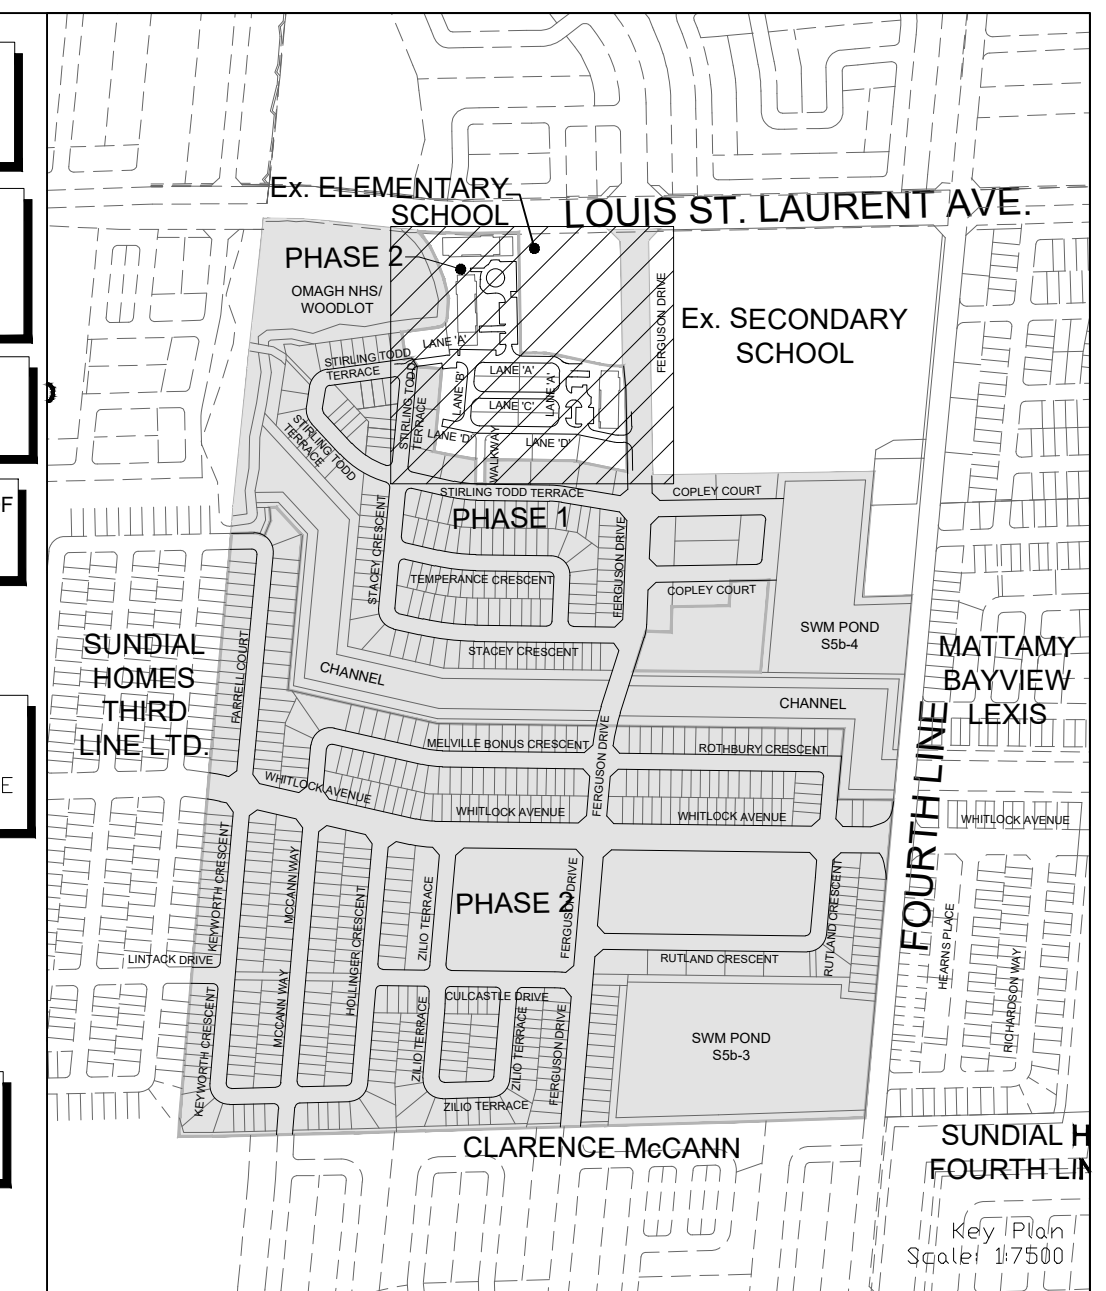 Ex. ELEMENTARY
SCHOOL
LOUIS ST. LAURENT AVE.
PHASE 2
OMAGH NHS/
WOODLOT
FERGUSON DRIVE
Ex. SECONDARY
SCHOOL
LANE 'A'
STIRLING TODD
TERRACE
LANE 'A'
LANE 'B'
LANE 'A'
LANE 'C'
STIRLING TODD
TERRACE
STIRLING TODD
TERRACE
LANE 'D'
LANE 'D'
WALKWAY
F
STIRLING TODD TERRACE
COPLEY COURT
PHASE 1
STACEY CRESCENT
FERGUSON DRIVE
TEMPERANCE CRESCENT
COPLEY COURT
SWM POND
S5b-4
SUNDIAL
HOMES
THIRD
LINE LTD.
FARRELL COURT
STACEY CRESCENT
MATTAMY
BAYVIEW
LEXIS
CHANNEL
CHANNEL
MELVILLE BONUS CRESCENT
FERGUSON DRIVE
ROTHBURY CRESCENT
FOURTH LINE
E
WHITLOCK AVENUE
WHITLOCK AVENUE
WHITLOCK AVENUE
WHITLOCK AVENUE
KEYWORTH CRESCENT
MCCANN WAY
HOLLINGER CRESCENT
ZILIO TERRACE
PHASE 2
FERGUSON DRIVE
RUTLAND CRESCENT
HEARNS PLACE
RICHARDSON WAY
LINTACK DRIVE
RUTLAND CRESCENT
KEYWORTH CRESCENT
MCCANN WAY
CULCASTLE DRIVE
ZILIO TERRACE
ZILIO TERRACE
FERGUSON DRIVE
SWM POND
S5b-3
ZILIO TERRACE
CLARENCE McCANN
SUNDIAL H
FOURTH LIN
Key Plan
Scale: 1:7500